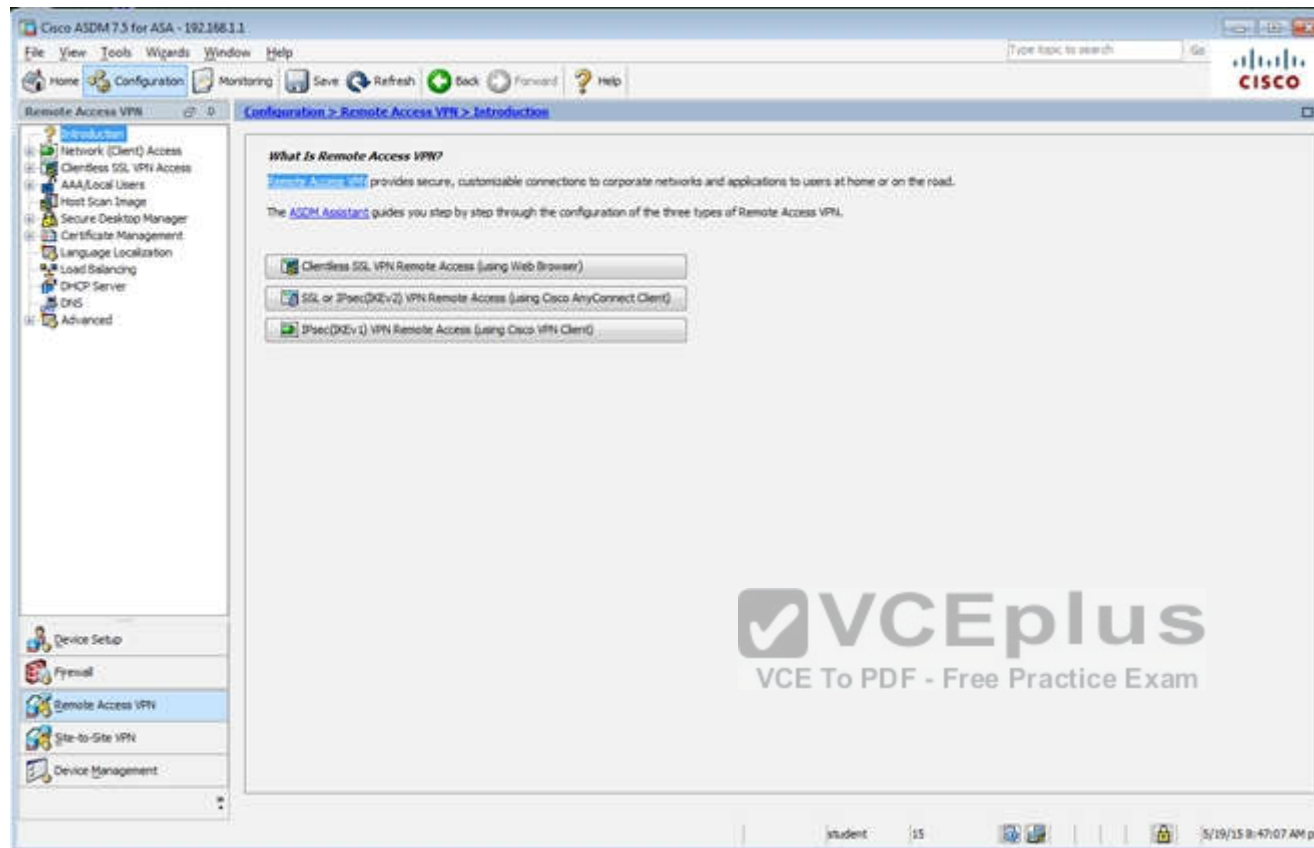 Cisco ASDM 7.5 for ASA - 192.168.1.1
File View Tools Wizards Window Help
Type topic to search Go
Home Configuration Monitoring Save Refresh Back Forward Help
CISCO
Remote Access VPN
Configuration > Remote Access VPN > Introduction
Introduction
Network (Client) Access
Clientless SSL VPN Access
AAA/Local Users
Host Scan Image
Secure Desktop Manager
Certificate Management
Language Localization
Load Balancing
DHCP Server
DNS
Advanced
What Is Remote Access VPN?
Remote Access VPN provides secure, customizable connections to corporate networks and applications to users at home or on the road.
The ASDM Assistant guides you step by step through the configuration of the three types of Remote Access VPN.
Clientless SSL VPN Remote Access (using Web Browser)
SSL or IPsec(IKEv2) VPN Remote Access (using Cisco AnyConnect Client)
IPsec(IKEv1) VPN Remote Access (using Cisco VPN Client)
VCEplus
VCE To PDF - Free Practice Exam
Device Setup
Firewall
Remote Access VPN
Site-to-Site VPN
Device Management
student 15 5/19/15 8:47:07 AM p